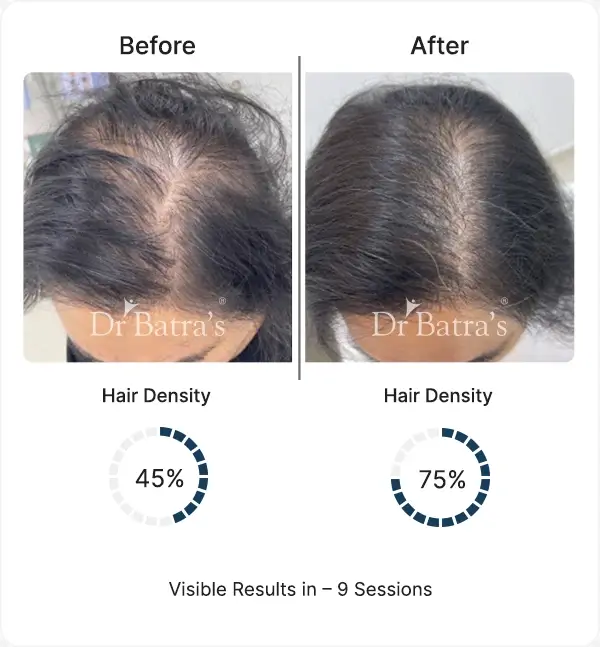 Before
After
Dr Batra's®
Dr Batra's®
Hair Density
Hair Density
45%
75%
Visible Results in – 9 Sessions